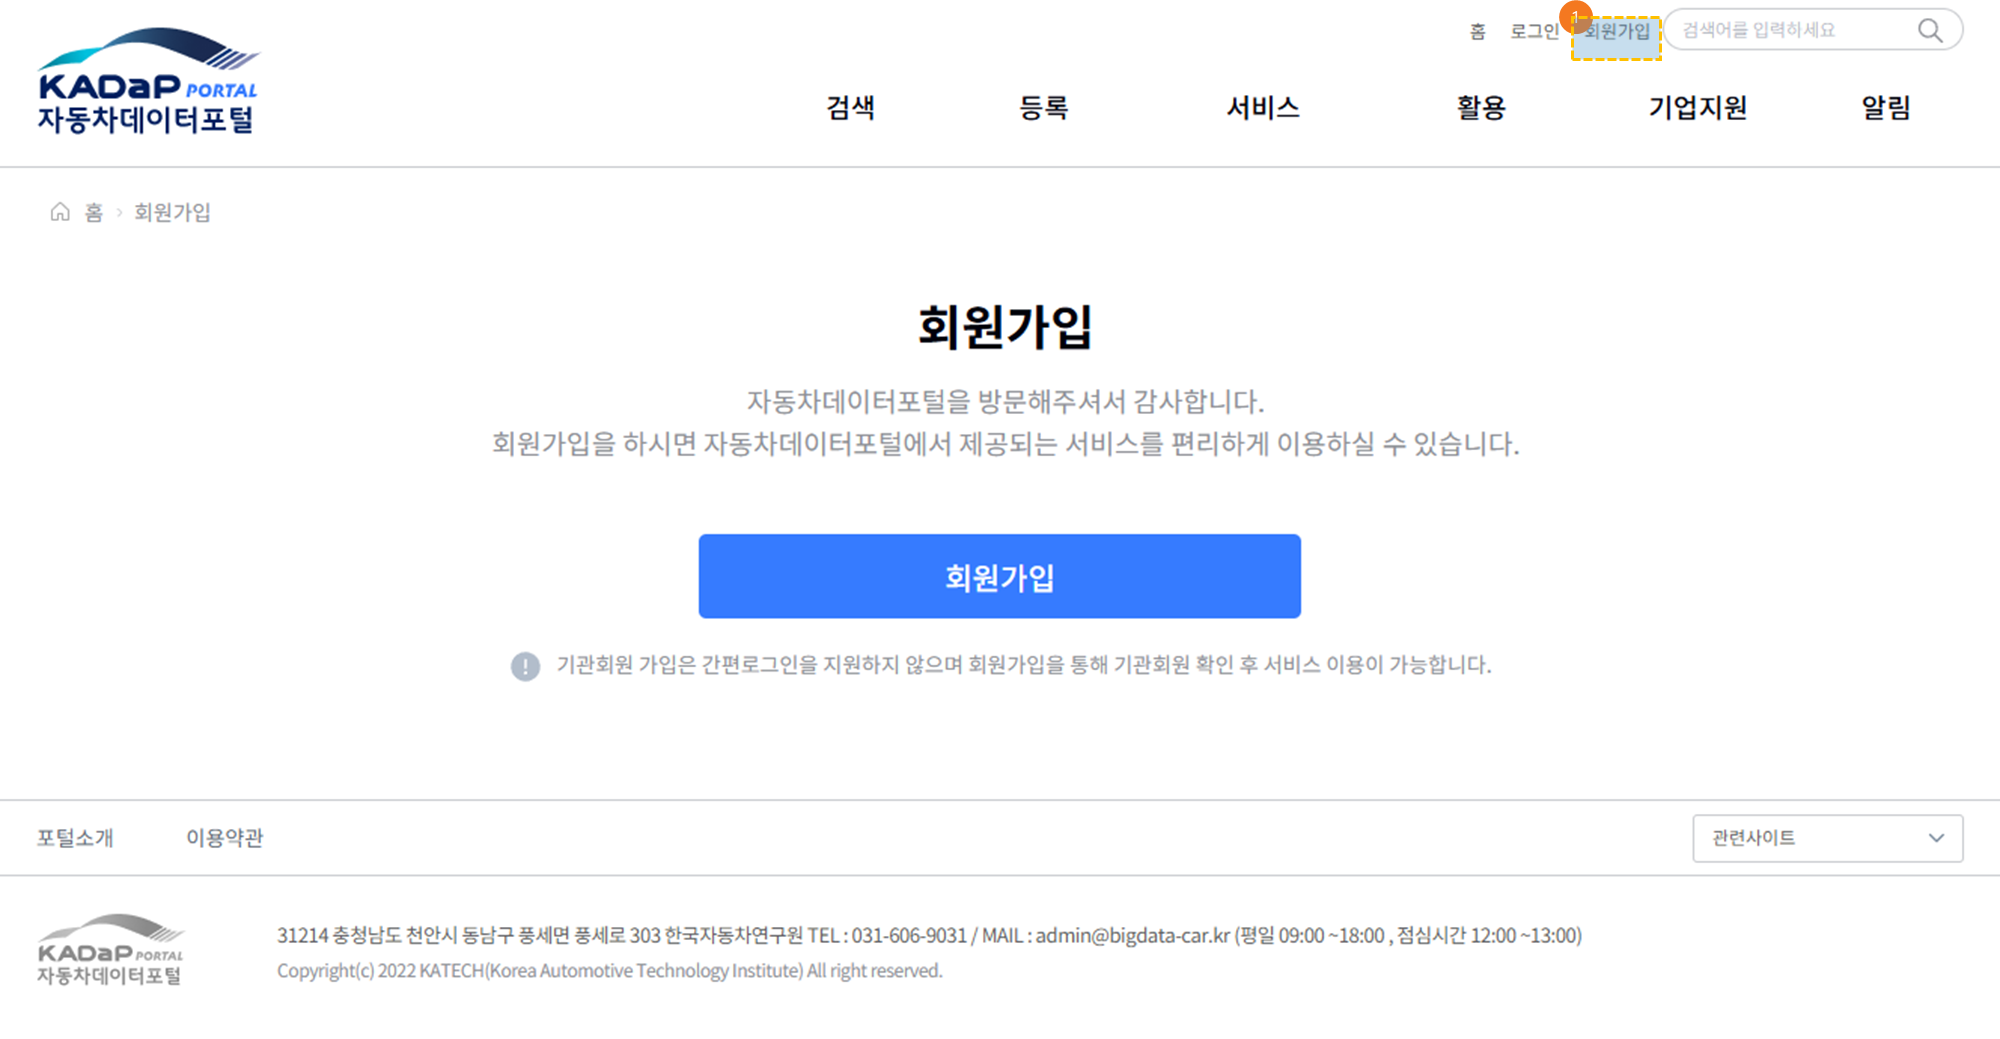 KADaP PORTAL
자동차데이터포털
홈 로그인 1 회원가입 검색어를 입력하세요
검색 등록 서비스 활용 기업지원 알림
홈 › 회원가입
회원가입
자동차데이터포털을 방문해주셔서 감사합니다.
회원가입을 하시면 자동차데이터포털에서 제공되는 서비스를 편리하게 이용하실 수 있습니다.
회원가입
! 기관회원 가입은 간편로그인을 지원하지 않으며 회원가입을 통해 기관회원 확인 후 서비스 이용이 가능합니다.
포털소개 이용약관 관련사이트
KADaP PORTAL
자동차데이터포털
31214 충청남도 천안시 동남구 풍세면 풍세로 303 한국자동차연구원 TEL : 031-606-9031 / MAIL : admin@bigdata-car.kr (평일 09:00 ~18:00 , 점심시간 12:00 ~13:00)
Copyright(c) 2022 KATECH(Korea Automotive Technology Institute) All right reserved.